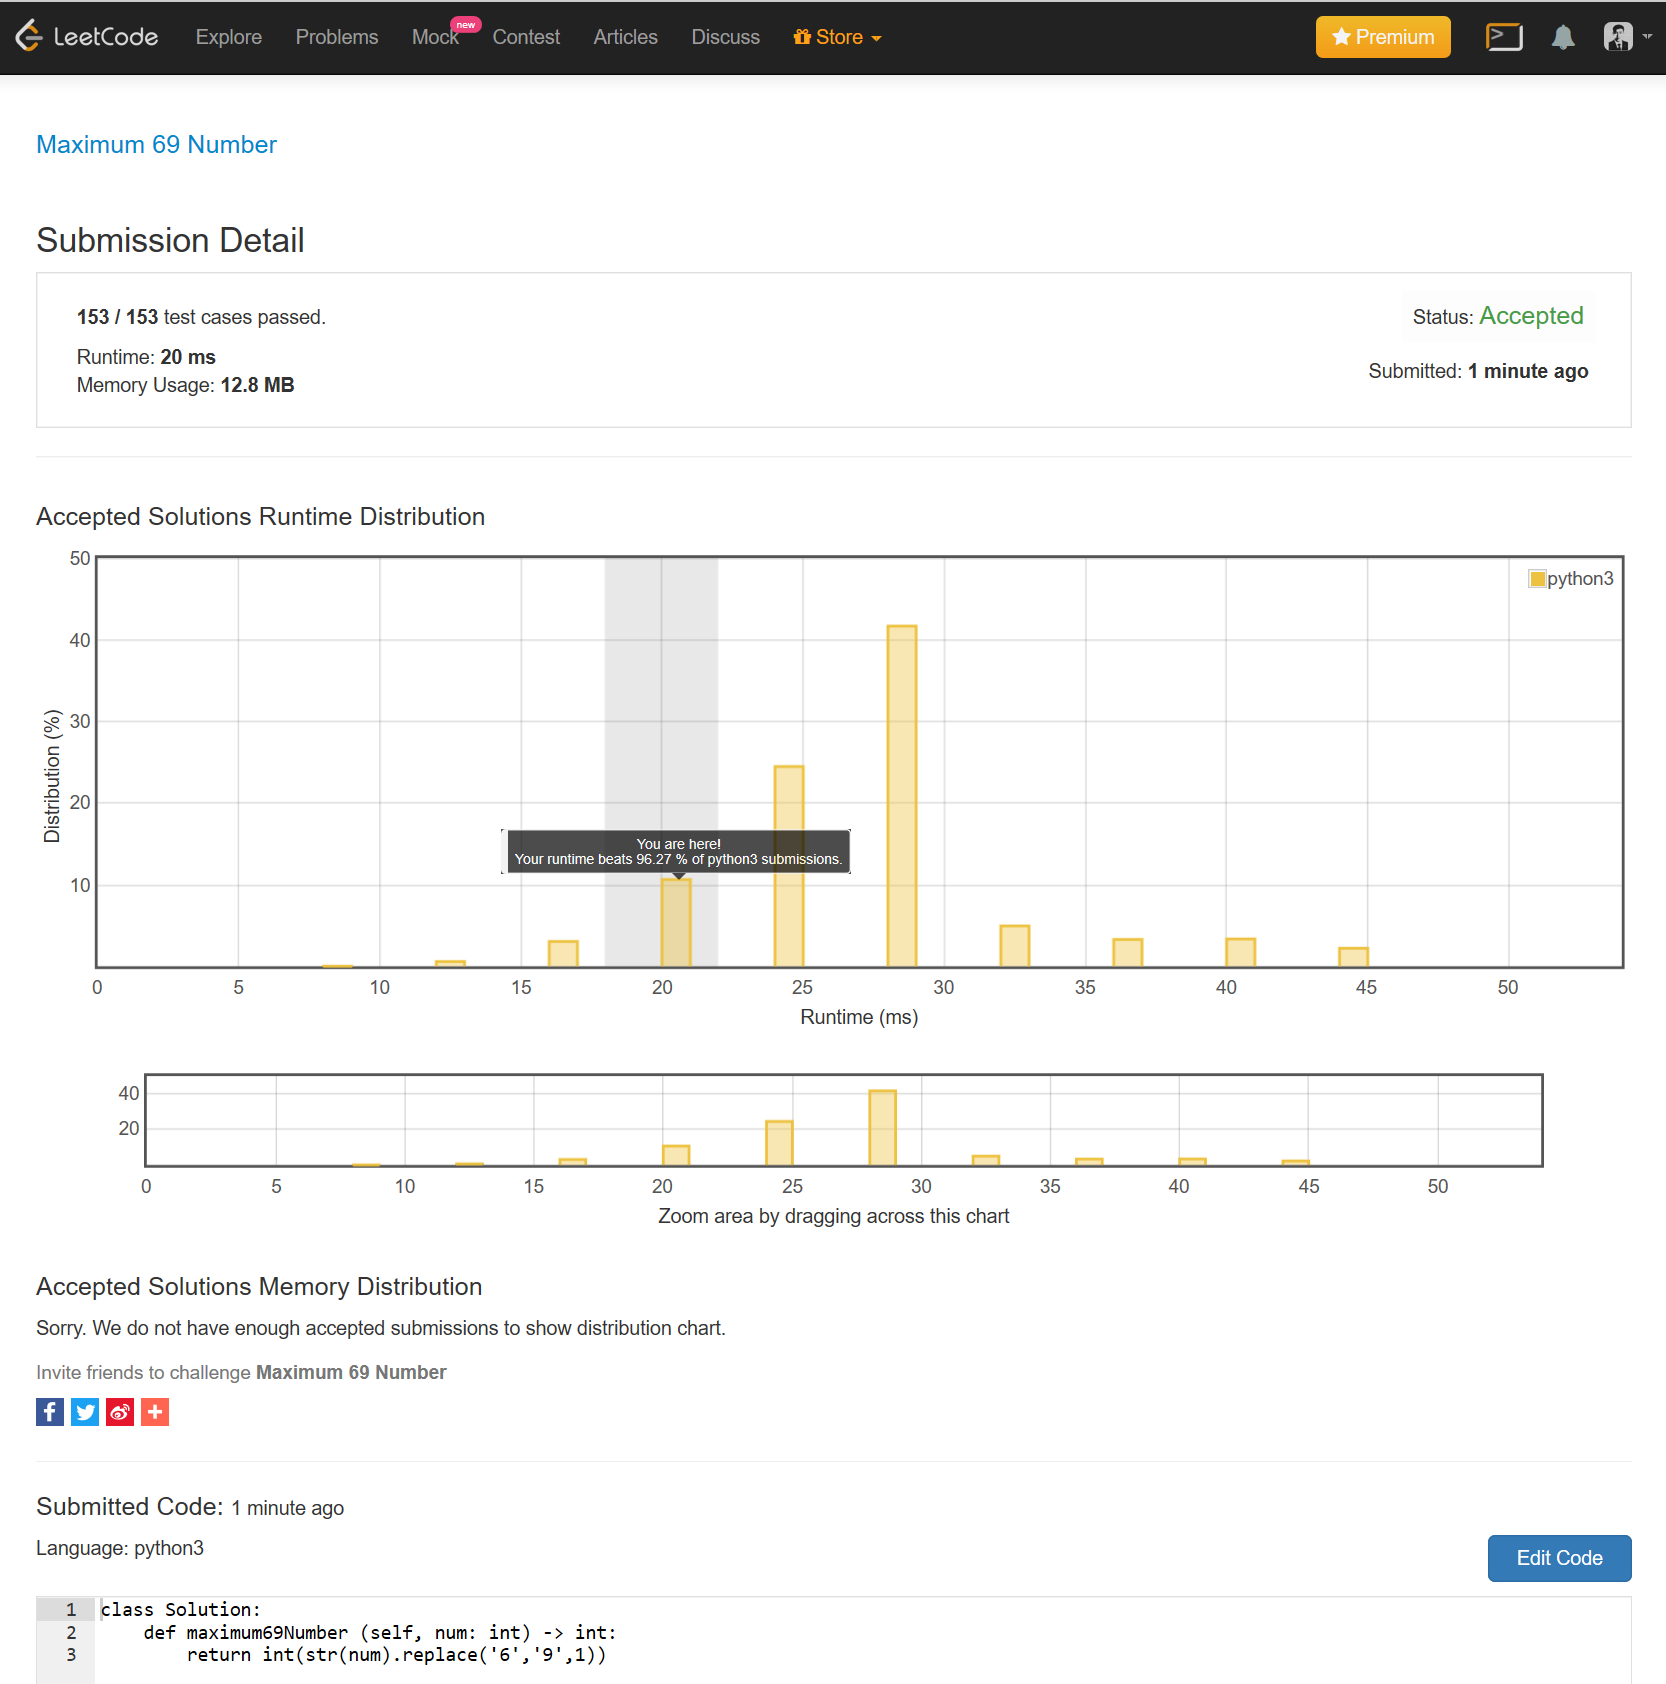 LeetCode Explore Problems Mock new Contest Articles Discuss Store Premium
Maximum 69 Number
Submission Detail
153 / 153 test cases passed.
Status: Accepted
Runtime: 20 ms
Submitted: 1 minute ago
Memory Usage: 12.8 MB
Accepted Solutions Runtime Distribution
50
40
30
20
10
Distribution (%)
python3
You are here!
Your runtime beats 96.27 % of python3 submissions.
0 5 10 15 20 25 30 35 40 45 50
Runtime (ms)
40
20
0 5 10 15 20 25 30 35 40 45 50
Zoom area by dragging across this chart
Accepted Solutions Memory Distribution
Sorry. We do not have enough accepted submissions to show distribution chart.
Invite friends to challenge Maximum 69 Number
Submitted Code: 1 minute ago
Language: python3
Edit Code
1 class Solution:
2     def maximum69Number (self, num: int) -> int:
3         return int(str(num).replace('6','9',1))